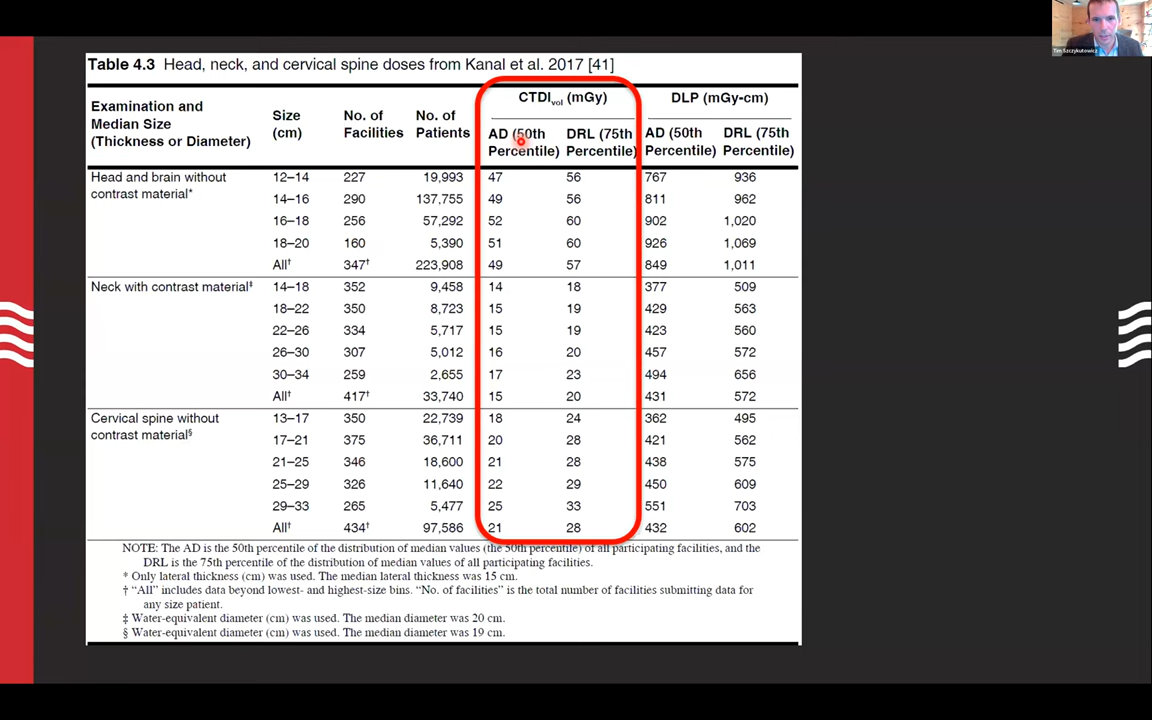 Tim Szczykutowicz
Table 4.3 Head, neck, and cervical spine doses from Kanal et al. 2017 [41]
Examination and Median Size (Thickness or Diameter) Size (cm) No. of Facilities No. of Patients CTDIvol (mGy) DLP (mGy-cm)
AD (50th Percentile) DRL (75th Percentile) AD (50th Percentile) DRL (75th Percentile)
Head and brain without 12–14 227 19,993 47 56 767 936
contrast material* 14–16 290 137,755 49 56 811 962
16–18 256 57,292 52 60 902 1,020
18–20 160 5,390 51 60 926 1,069
All† 347† 223,908 49 57 849 1,011
Neck with contrast material‡ 14–18 352 9,458 14 18 377 509
18–22 350 8,723 15 19 429 563
22–26 334 5,717 15 19 423 560
26–30 307 5,012 16 20 457 572
30–34 259 2,655 17 23 494 656
All† 417† 33,740 15 20 431 572
Cervical spine without 13–17 350 22,739 18 24 362 495
contrast material§ 17–21 375 36,711 20 28 421 562
21–25 346 18,600 21 28 438 575
25–29 326 11,640 22 29 450 609
29–33 265 5,477 25 33 551 703
All† 434† 97,586 21 28 432 602
NOTE: The AD is the 50th percentile of the distribution of median values (the 50th percentile) of all participating facilities, and the
DRL is the 75th percentile of the distribution of median values of all participating facilities.
* Only lateral thickness (cm) was used. The median lateral thickness was 15 cm.
† “All” includes data beyond lowest- and highest-size bins. “No. of facilities” is the total number of facilities submitting data for
any size patient.
‡ Water-equivalent diameter (cm) was used. The median diameter was 20 cm.
§ Water-equivalent diameter (cm) was used. The median diameter was 19 cm.